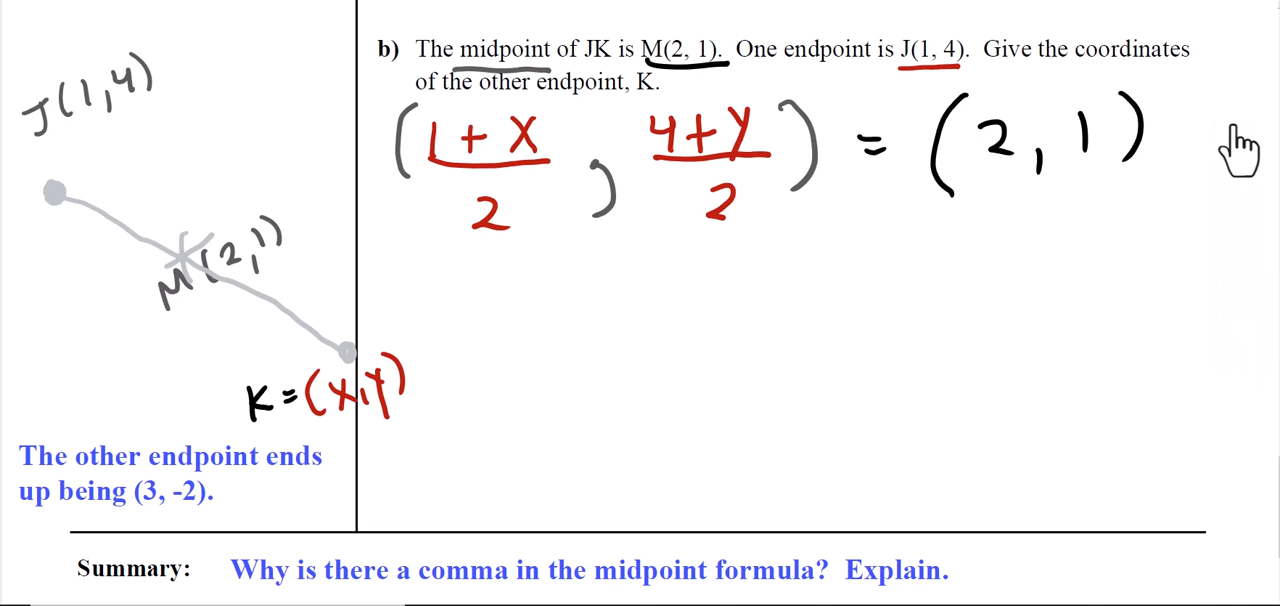 b) The midpoint of JK is M(2, 1). One endpoint is J(1, 4). Give the coordinates
of the other endpoint, K.
J(1,4)
(1+x/2, 4+y/2) = (2, 1)
M(2,1)
K=(x,y)
The other endpoint ends
up being (3, -2).
Summary: Why is there a comma in the midpoint formula? Explain.